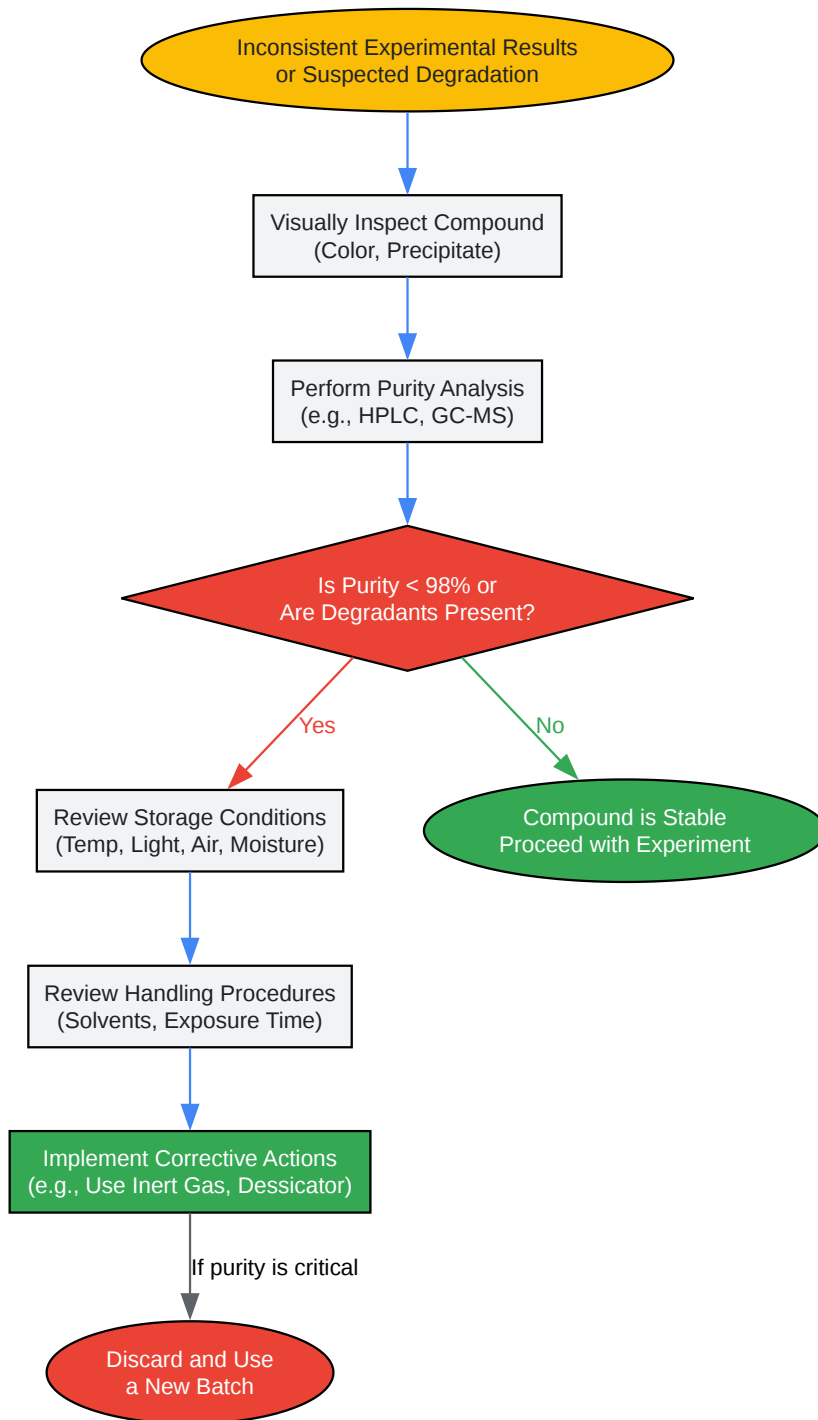 Inconsistent Experimental Results
or Suspected Degradation
Visually Inspect Compound
(Color, Precipitate)
Perform Purity Analysis
(e.g., HPLC, GC-MS)
Is Purity < 98% or
Are Degradants Present?
Yes
No
Review Storage Conditions
(Temp, Light, Air, Moisture)
Compound is Stable
Proceed with Experiment
Review Handling Procedures
(Solvents, Exposure Time)
Implement Corrective Actions
(e.g., Use Inert Gas, Dessicator)
If purity is critical
Discard and Use
a New Batch